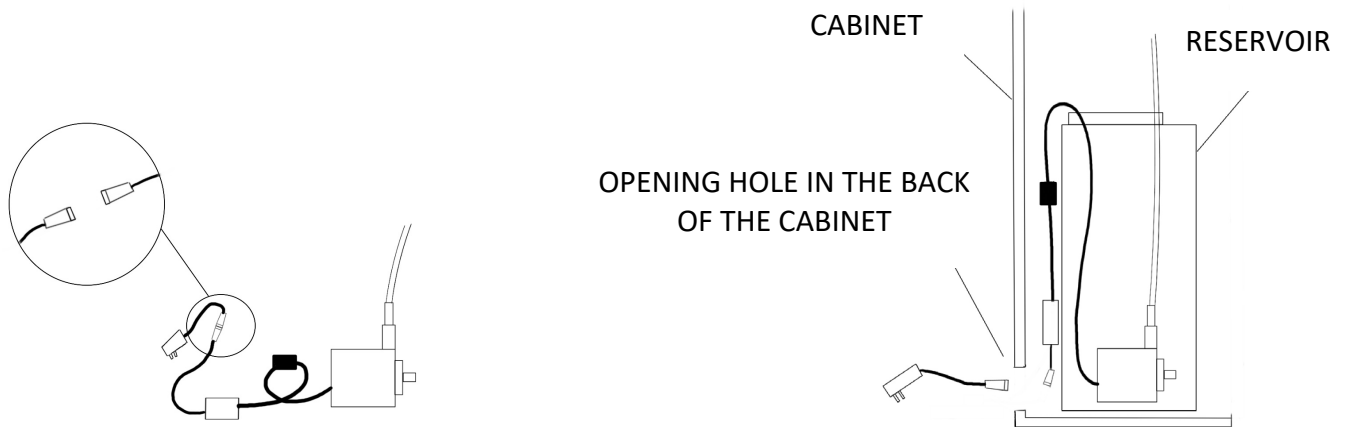 CABINET
RESERVOIR
OPENING HOLE IN THE BACK
OF THE CABINET